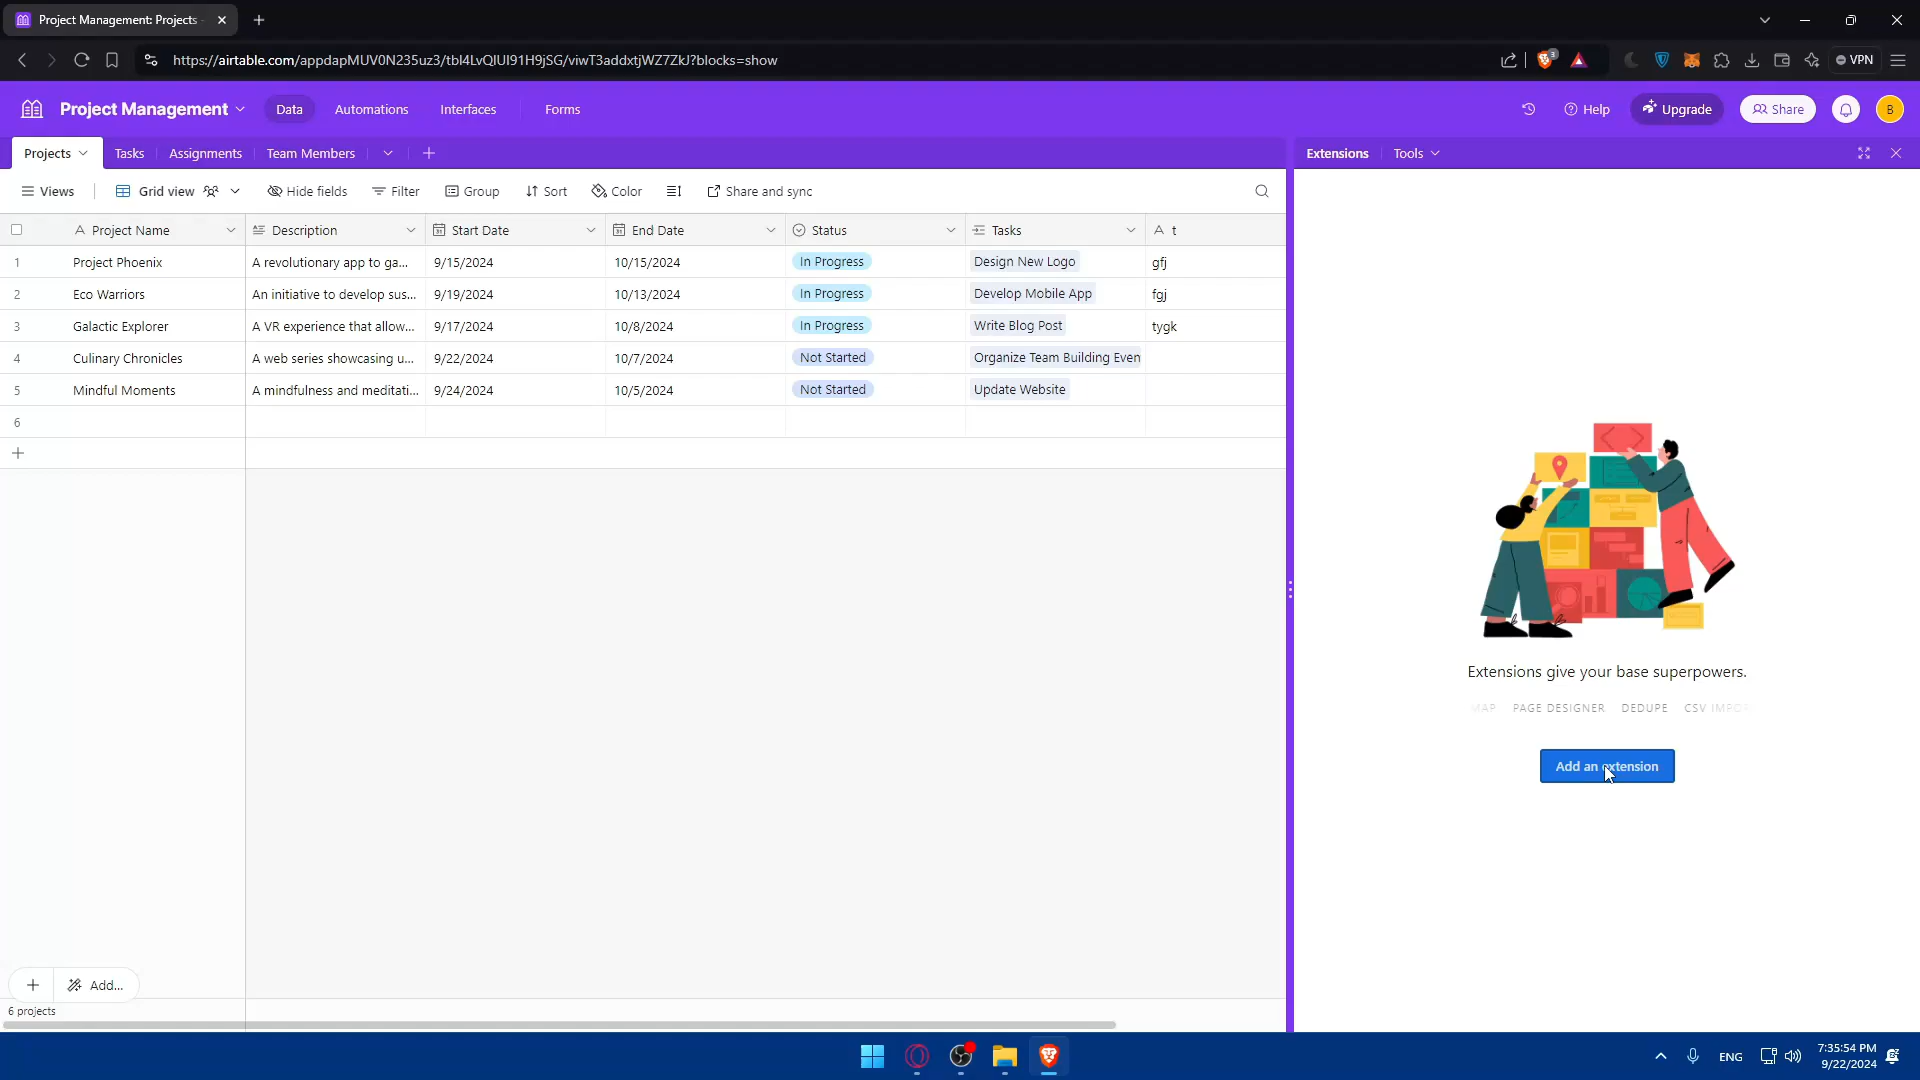 Project Management: Projects
https://airtable.com/appdapMUV0N235uz3/tbl4LvQlUI91H9jSG/viwT3addxtjWZ7ZkJ?blocks=show
3
VPN
Project Management
Data
Automations
Interfaces
Forms
Help
Upgrade
Share
B
Projects
Tasks
Assignments
Team Members
Extensions
Tools
Views
Grid view
Hide fields
Filter
Group
Sort
Color
Share and sync
Project Name
Description
Start Date
End Date
Status
Tasks
t
1 Project Phoenix A revolutionary app to ga... 9/15/2024 10/15/2024 In Progress Design New Logo gfj
2 Eco Warriors An initiative to develop sus... 9/19/2024 10/13/2024 In Progress Develop Mobile App fgj
3 Galactic Explorer A VR experience that allow... 9/17/2024 10/8/2024 In Progress Write Blog Post tygk
4 Culinary Chronicles A web series showcasing u... 9/22/2024 10/7/2024 Not Started Organize Team Building Even
5 Mindful Moments A mindfulness and meditati... 9/24/2024 10/5/2024 Not Started Update Website
6
Extensions give your base superpowers.
MAP PAGE DESIGNER DEDUPE CSV IMPOR
Add an extension
Add...
6 projects
ENG
7:35:54 PM
9/22/2024